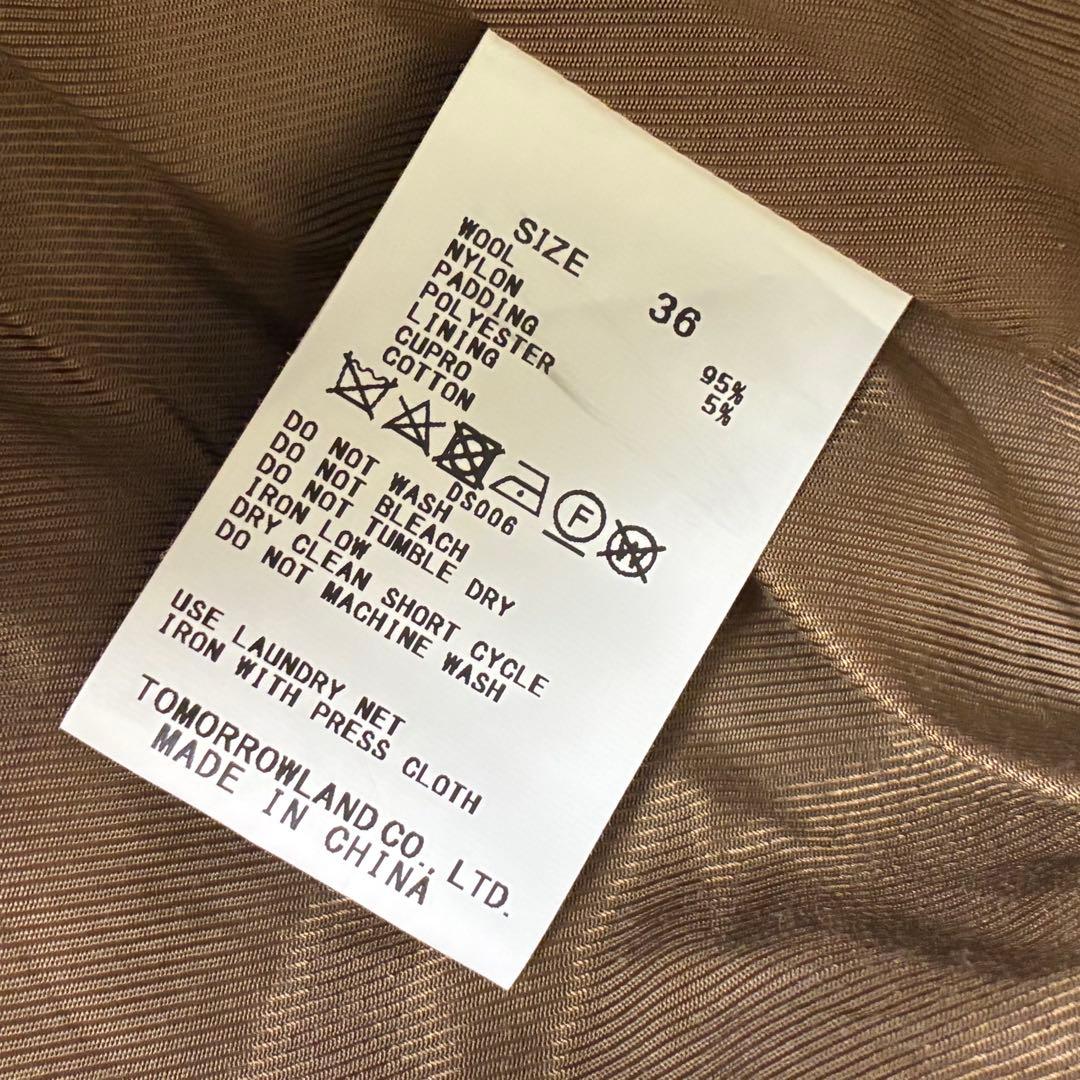 SIZE 36
WOOL 95%
NYLON 5%
PADDING
POLYESTER
LINING
CUPRO
COTTON
F W
DS006
DO NOT WASH
DO NOT BLEACH
DO NOT TUMBLE DRY
IRON LOW
DRY CLEAN SHORT CYCLE
DO NOT MACHINE WASH
USE LAUNDRY NET
IRON WITH PRESS CLOTH
TOMORROWLAND CO., LTD.
MADE IN CHINA